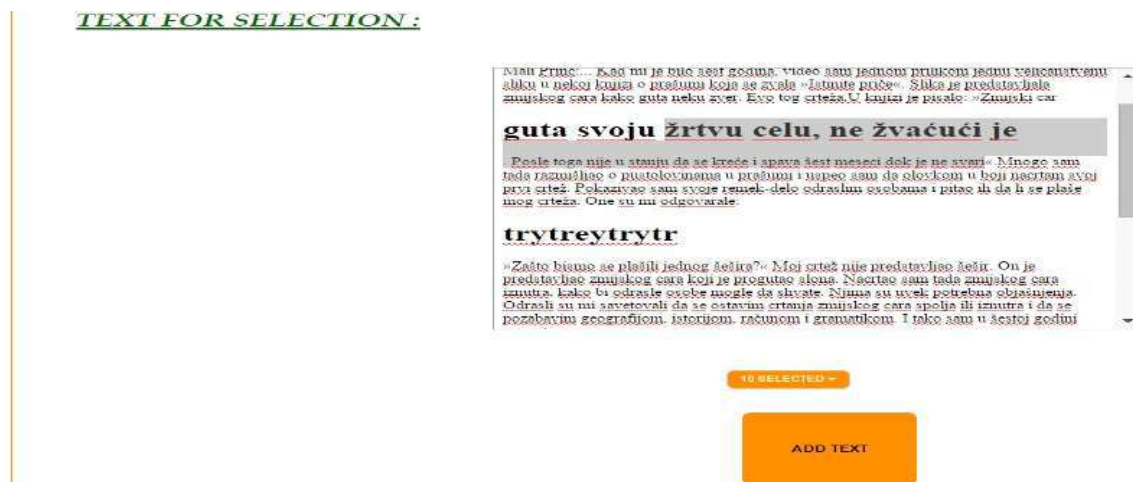 TEXT FOR SELECTION :
Mali Princ:... Kad mi je bilo šest godina, video sam jednom prilikom jednu veličanstvenu
sliku u nekoj knjizi o prašumi koja se zvala »Istinite priče«. Slika je predstavljala
zmijskog cara kako guta neku zver. Evo tog crteža.U knjizi je pisalo: »Zmijski car
guta svoju žrtvu celu, ne žvaćući je
. Posle toga nije u stanju da se kreće i spava šest meseci dok je ne svari« Mnogo sam
tada razmišljao o pustolovinama u prašumi i uspeo sam da olovkom u boji nacrtam svoj
prvi crtež. Pokazivao sam svoje remek-delo odraslim osobama i pitao ih da li se plaše
mog crteža. One su mi odgovarale:
trytreytrytr
»Zašto bismo se plašili jednog šešira?« Moj crtež nije predstavljao šešir. On je
predstavljao zmijskog cara koji je progutao slona. Nacrtao sam tada zmijskog cara
iznutra, kako bi odrasle osobe mogle da shvate. Njima su uvek potrebna objašnjenja.
Odrasli su mi savetovali da se ostavim crtanja zmijskog cara spolja ili iznutra i da se
pozabavim geografijom, istorijom, računom i gramatikom. I tako sam u šestoj godini
10 SELECTED
ADD TEXT